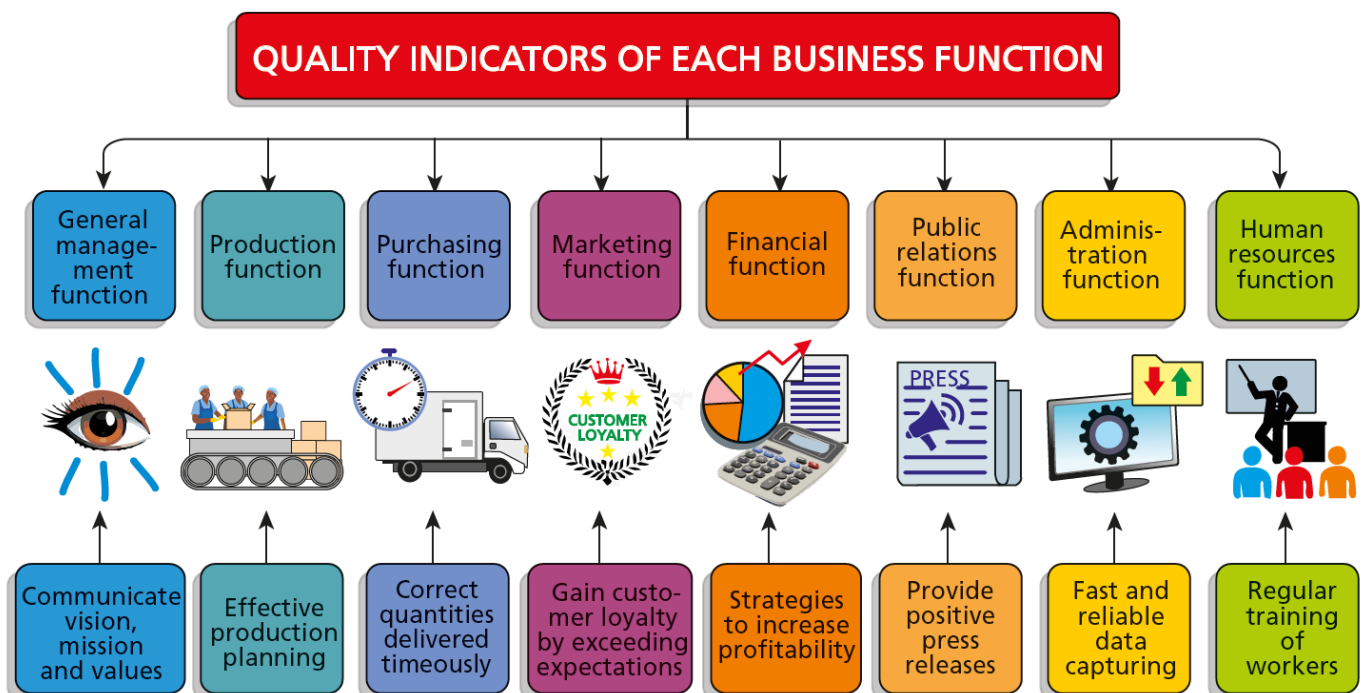 QUALITY INDICATORS OF EACH BUSINESS FUNCTION
General
manage-
ment
function
Production
function
Purchasing
function
Marketing
function
Financial
function
Public
relations
function
Adminis-
tration
function
Human
resources
function
CUSTOMER
LOYALTY
PRESS
Communicate
vision,
mission
and values
Effective
production
planning
Correct
quantities
delivered
timeously
Gain custo-
mer loyalty
by exceeding
expectations
Strategies
to increase
profitability
Provide
positive
press
releases
Fast and
reliable
data
capturing
Regular
training
of
workers